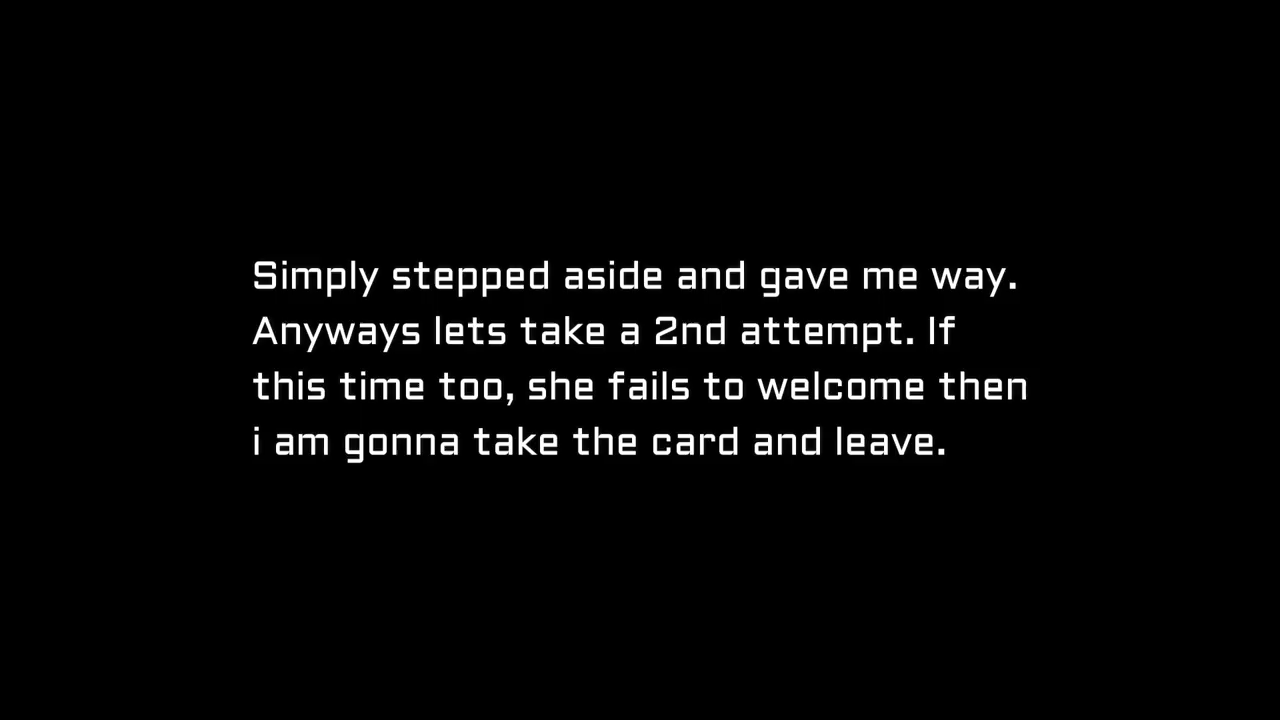 Simply stepped aside and gave me way.
Anyways lets take a 2nd attempt. If
this time too, she fails to welcome then
i am gonna take the card and leave.